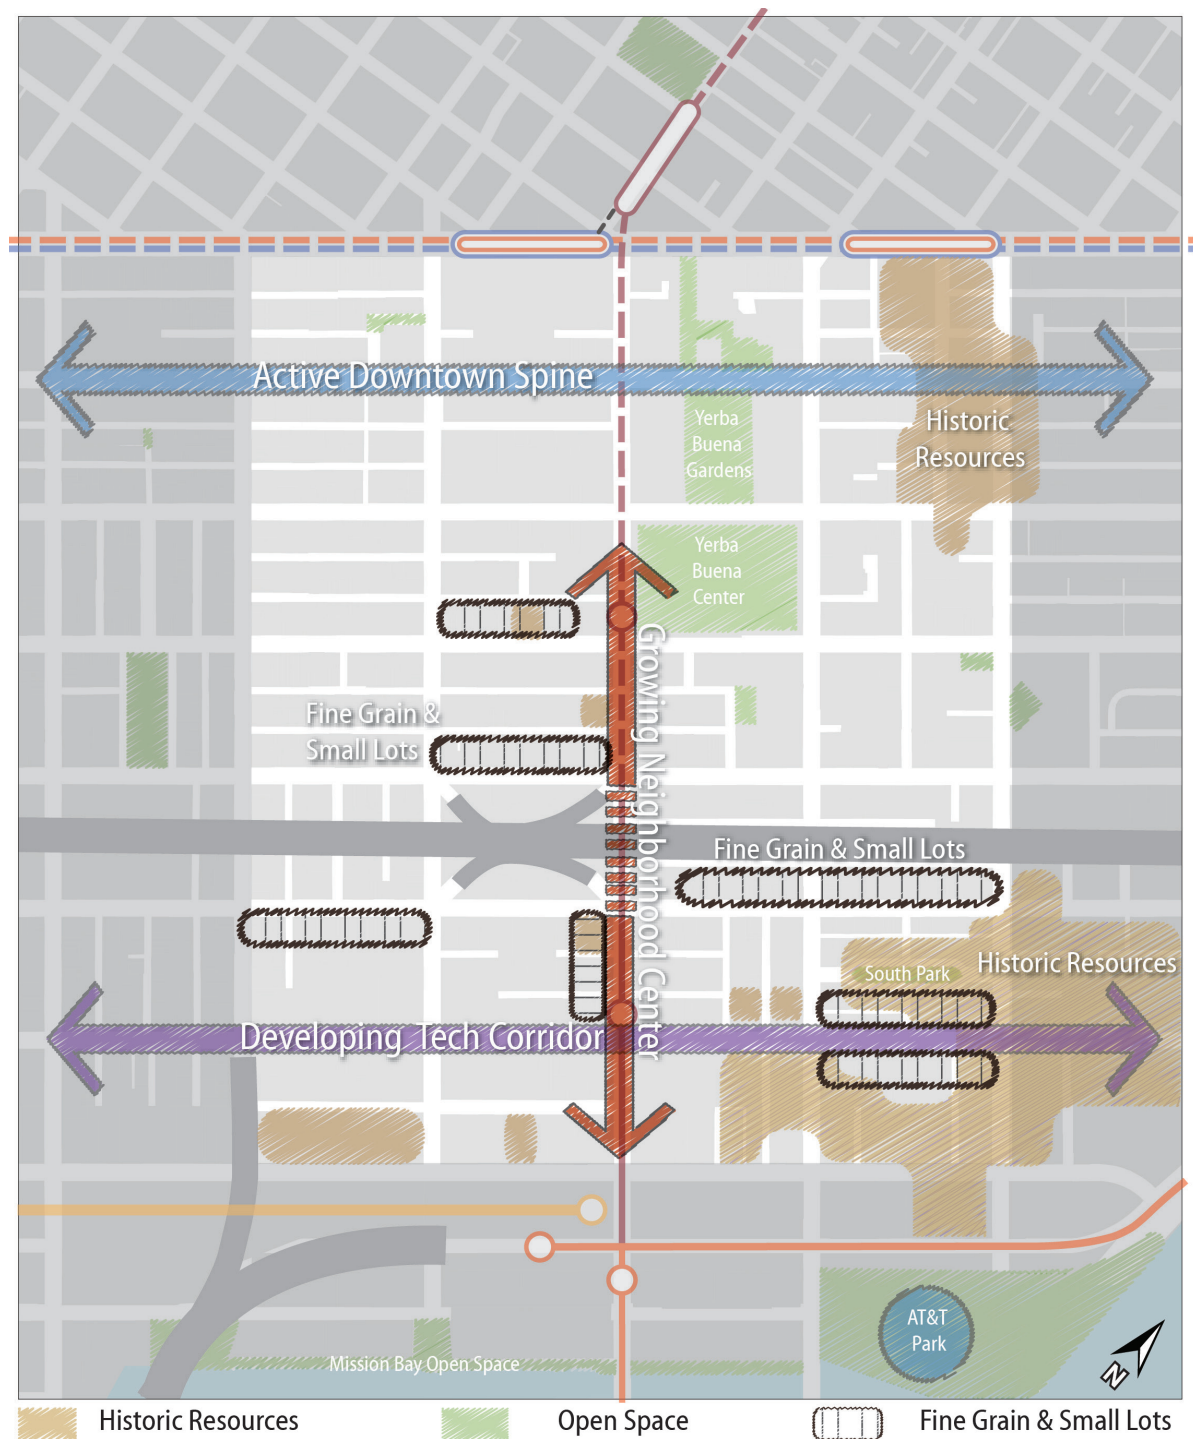 Active Downtown Spine
Yerba
Buena
Gardens
Historic
Resources
Yerba
Buena
Center
Growing Neighborhood Center
Fine Grain &
Small Lots
Fine Grain & Small Lots
South Park
Historic Resources
Developing Tech Corridor
AT&T
Park
Mission Bay Open Space
N
Historic Resources
Open Space
Fine Grain & Small Lots